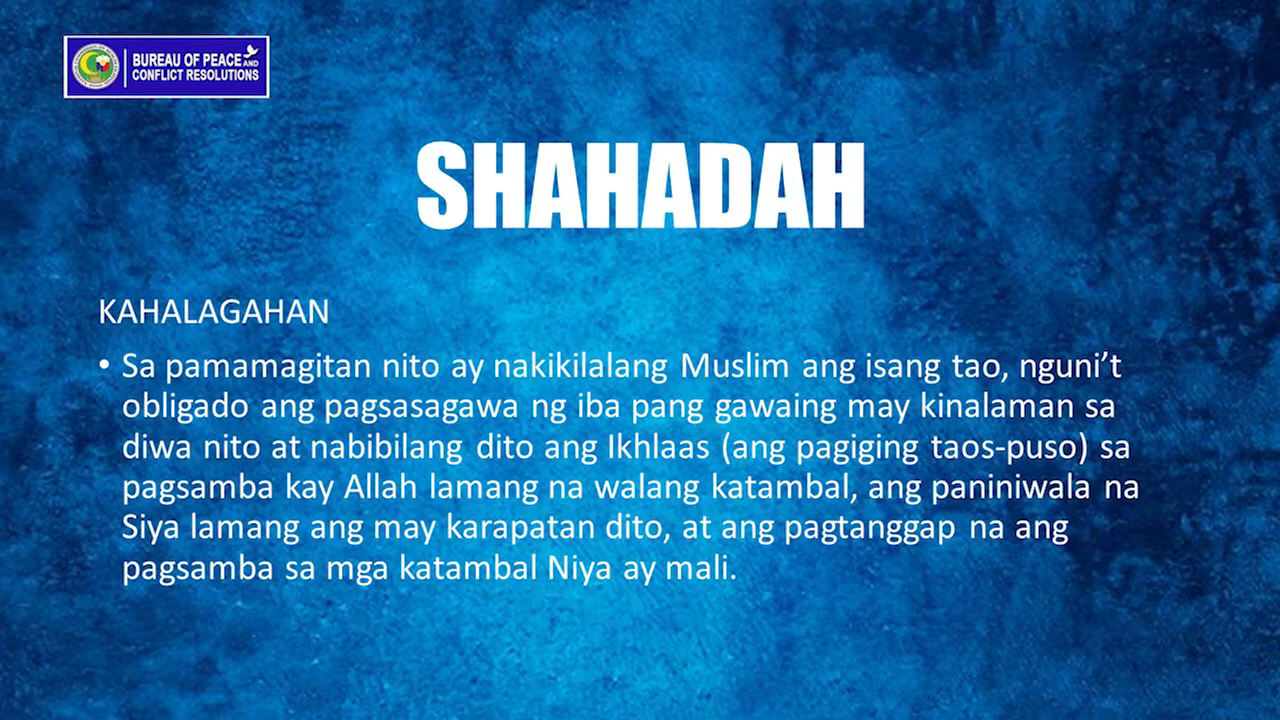 BUREAU OF PEACE AND
CONFLICT RESOLUTIONS
SHAHADAH
KAHALAGAHAN
• Sa pamamagitan nito ay nakikilalang Muslim ang isang tao, nguni’t
obligado ang pagsasagawa ng iba pang gawaing may kinalaman sa
diwa nito at nabibilang dito ang Ikhlaas (ang pagiging taos-puso) sa
pagsamba kay Allah lamang na walang katambal, ang paniniwala na
Siya lamang ang may karapatan dito, at ang pagtanggap na ang
pagsamba sa mga katambal Niya ay mali.